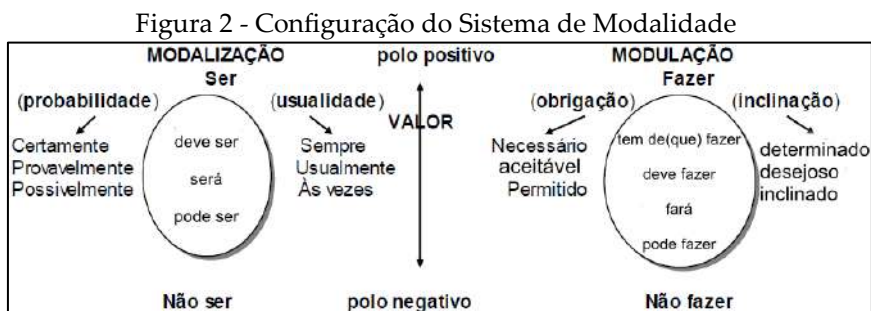 Figura 2 - Configuração do Sistema de Modalidade
MODALIZAÇÃO
Ser
(probabilidade)
(usualidade)
Certamente
Provavelmente
Possivelmente
deve ser
será
pode ser
Sempre
Usualmente
Às vezes
Não ser
polo positivo
VALOR
polo negativo
MODULAÇÃO
Fazer
(obrigação)
(inclinação)
Necessário
aceitável
Permitido
tem de(que) fazer
deve fazer
fará
pode fazer
determinado
desejoso
inclinado
Não fazer